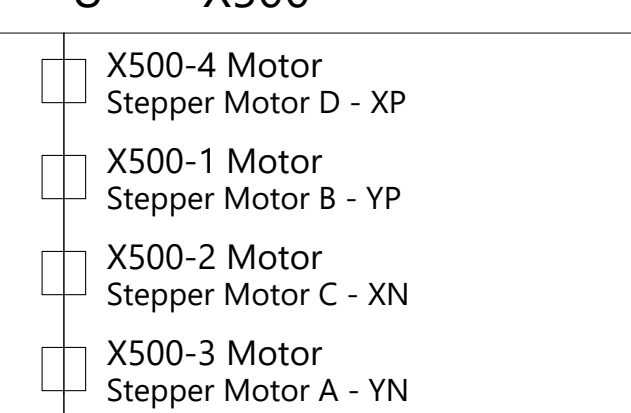 X500
X500-4 Motor
Stepper Motor D - XP
X500-1 Motor
Stepper Motor B - YP
X500-2 Motor
Stepper Motor C - XN
X500-3 Motor
Stepper Motor A - YN